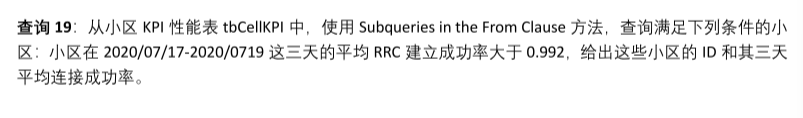 查询 19：从小区 KPI 性能表 tbCellKPI 中，使用 Subqueries in the From Clause 方法，查询满足下列条件的小
区：小区在 2020/07/17-2020/0719 这三天的平均 RRC 建立成功率大于 0.992，给出这些小区的 ID 和其三天
平均连接成功率。